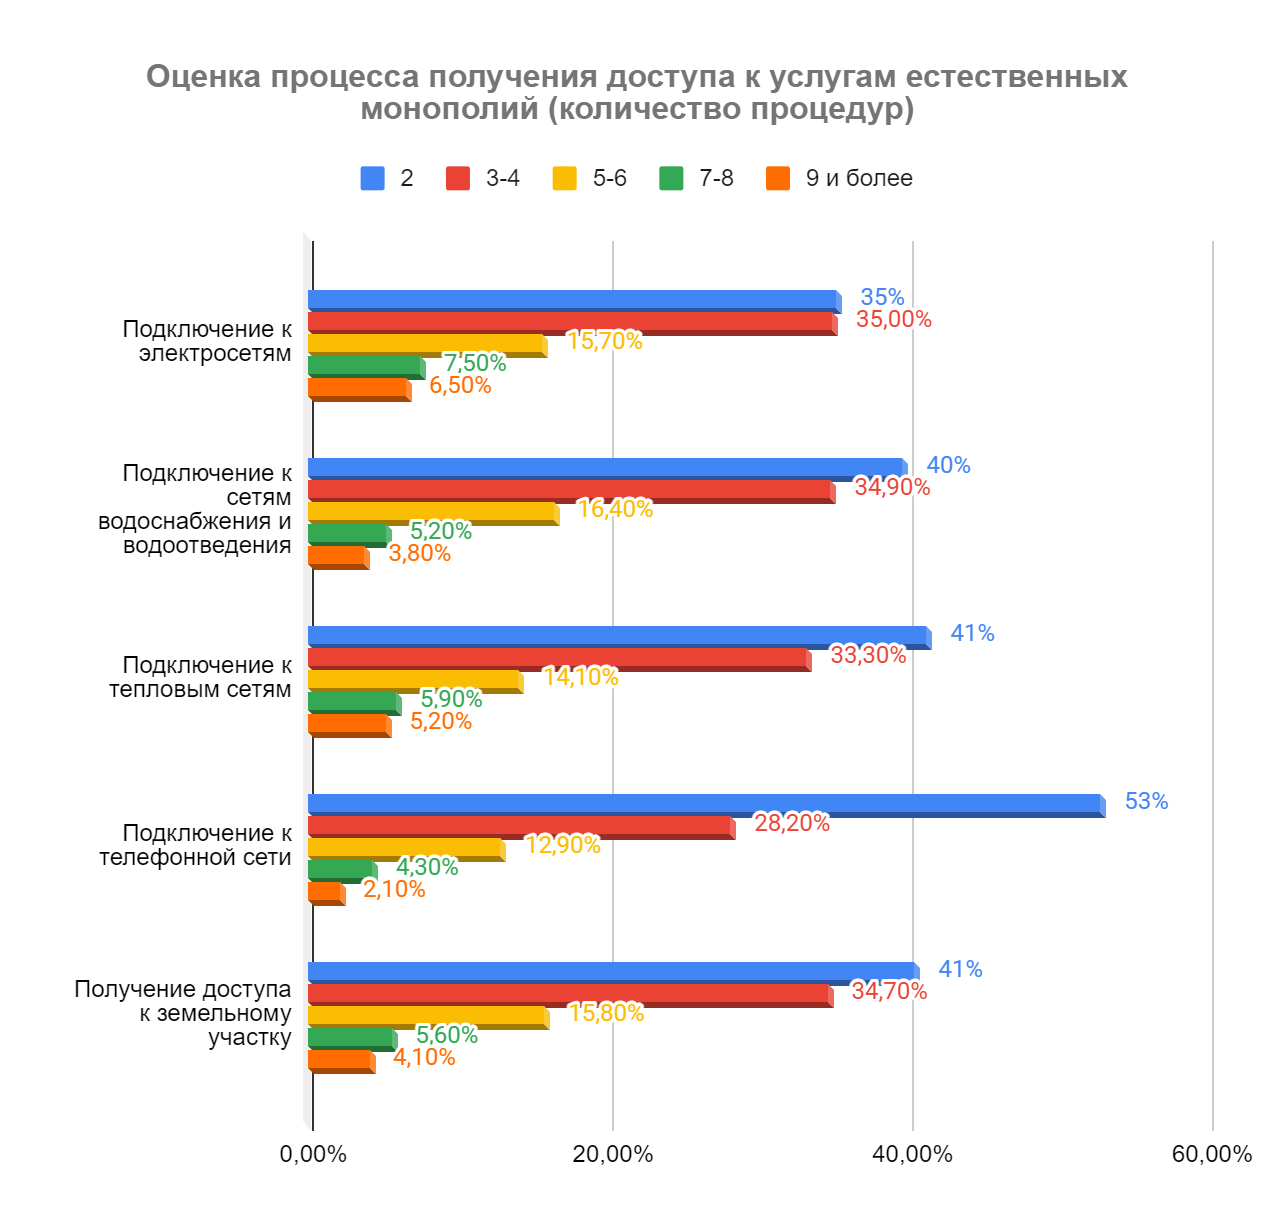 Оценка процесса получения доступа к услугам естественных
монополий (количество процедур)
2 3-4 5-6 7-8 9 и более
Подключение к
электросетям
35%
35,00%
15,70%
7,50%
6,50%
Подключение к
сетям
водоснабжения и
водоотведения
40%
34,90%
16,40%
5,20%
3,80%
Подключение к
тепловым сетям
41%
33,30%
14,10%
5,90%
5,20%
Подключение к
телефонной сети
53%
28,20%
12,90%
4,30%
2,10%
Получение доступа
к земельному
участку
41%
34,70%
15,80%
5,60%
4,10%
0,00% 20,00% 40,00% 60,00%